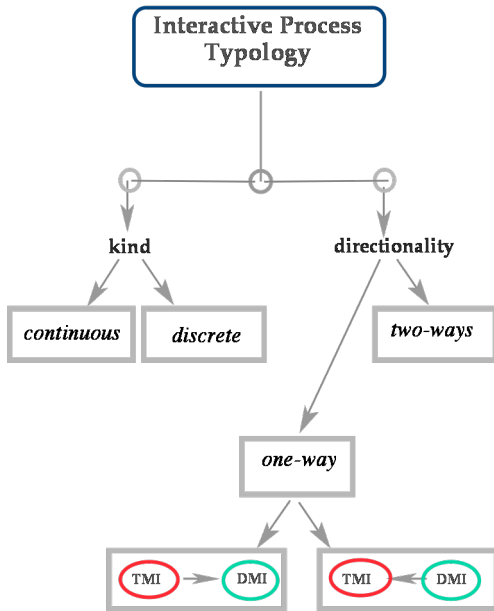 Interactive Process
Typology
kind
directionality
continuous
discrete
two-ways
one-way
TMI
DMI
TMI
DMI